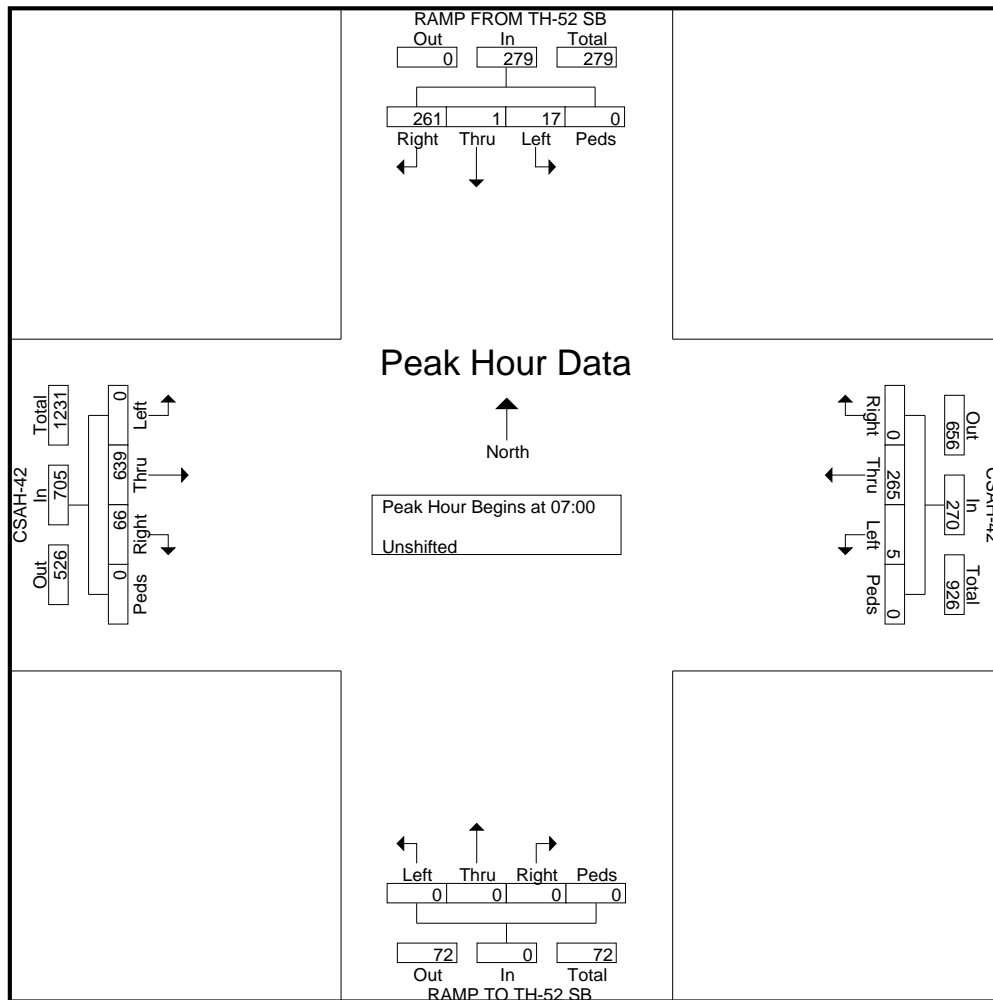 RAMP FROM TH-52 SB
Out In Total
0 279 279
261 1 17 0
Right Thru Left Peds
Peak Hour Data
North
Peak Hour Begins at 07:00
Unshifted
CSAH-42
Total In Out
1231 705 526
0 639 66 0
Left Thru Right Peds
CSAH-42
Out In Total
656 270 926
0 265 5 0
Right Thru Left Peds
Left Thru Right Peds
0 0 0 0
72 0 72
Out In Total
RAMP TO TH-52 SB